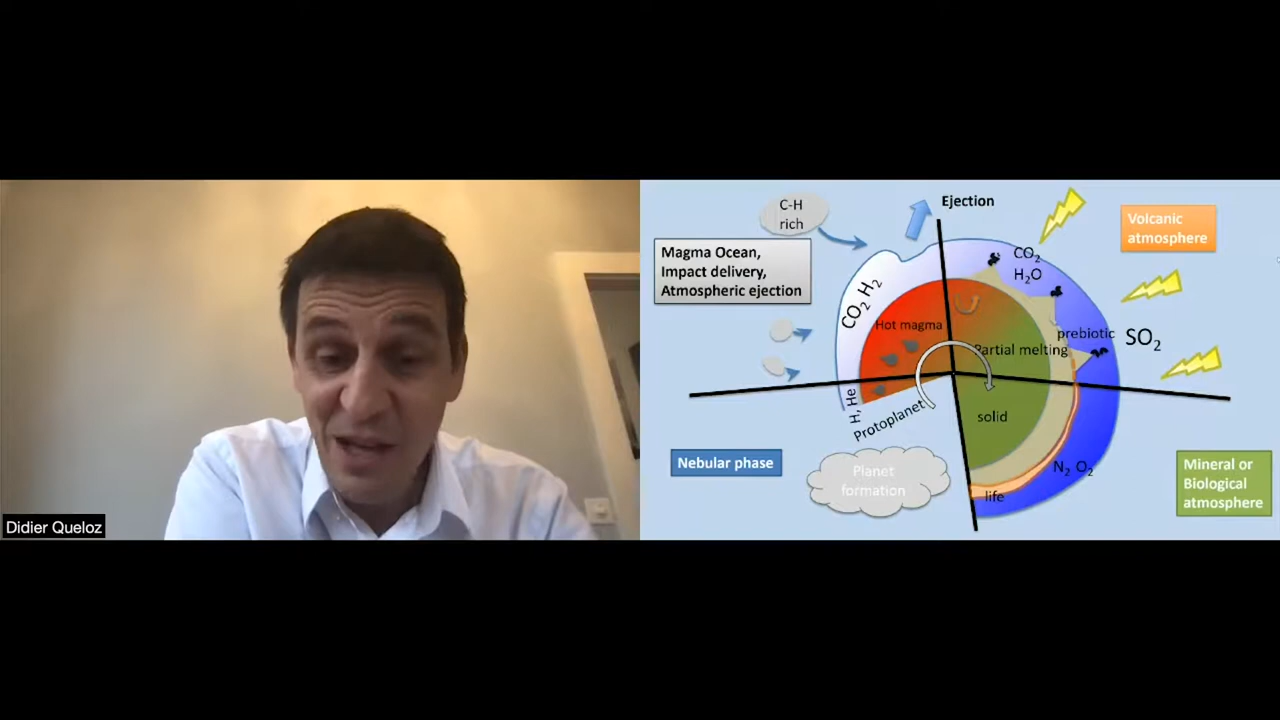 Didier Queloz
C-H
rich
Ejection
Volcanic
atmosphere
Magma Ocean,
Impact delivery,
Atmospheric ejection
CO₂ H₂
CO₂
H₂O
Hot magma
prebiotic
SO₂
Partial melting
H, He
Protoplanet
solid
Nebular phase
Planet
formation
N₂ O₂
life
Mineral or
Biological
atmosphere